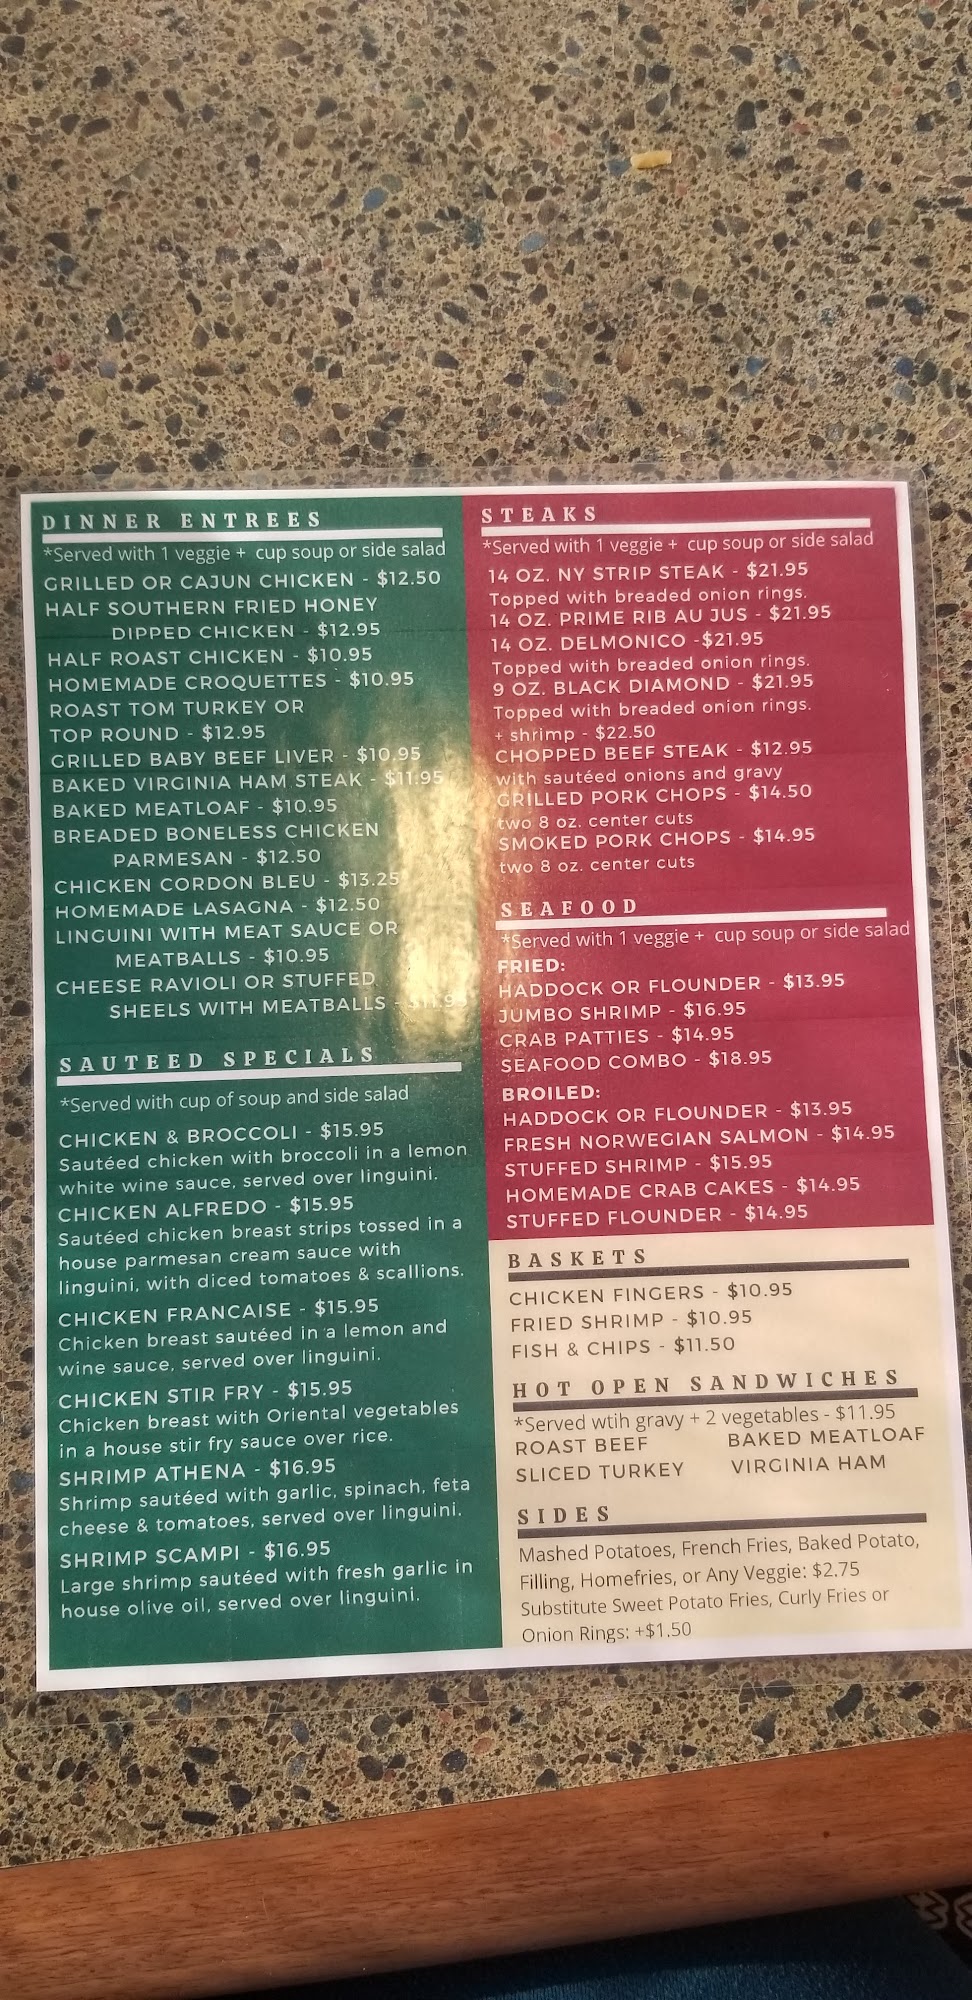 DINNER ENTREES
*Served with 1 veggie + cup soup or side salad
GRILLED OR CAJUN CHICKEN - $12.50
HALF SOUTHERN FRIED HONEY
DIPPED CHICKEN - $12.95
HALF ROAST CHICKEN - $10.95
HOMEMADE CROQUETTES - $10.95
ROAST TOM TURKEY OR
TOP ROUND - $12.95
GRILLED BABY BEEF LIVER - $10.95
BAKED VIRGINIA HAM STEAK - $11.95
BAKED MEATLOAF - $10.95
BREADED BONELESS CHICKEN
PARMESAN - $12.50
CHICKEN CORDON BLEU - $13.25
HOMEMADE LASAGNA - $12.50
LINGUINI WITH MEAT SAUCE OR
MEATBALLS - $10.95
CHEESE RAVIOLI OR STUFFED
SHEELS WITH MEATBALLS - $11.95
SAUTEED SPECIALS
*Served with cup of soup and side salad
CHICKEN & BROCCOLI - $15.95
Sautéed chicken with broccoli in a lemon
white wine sauce, served over linguini.
CHICKEN ALFREDO - $15.95
Sautéed chicken breast strips tossed in a
house parmesan cream sauce with
linguini, with diced tomatoes & scallions.
CHICKEN FRANCAISE - $15.95
Chicken breast sautéed in a lemon and
wine sauce, served over linguini.
CHICKEN STIR FRY - $15.95
Chicken breast with Oriental vegetables
in a house stir fry sauce over rice.
SHRIMP ATHENA - $16.95
Shrimp sautéed with garlic, spinach, feta
cheese & tomatoes, served over linguini.
SHRIMP SCAMPI - $16.95
Large shrimp sautéed with fresh garlic in
house olive oil, served over linguini.
STEAKS
*Served with 1 veggie + cup soup or side salad
14 OZ. NY STRIP STEAK - $21.95
Topped with breaded onion rings.
14 OZ. PRIME RIB AU JUS - $21.95
14 OZ. DELMONICO -$21.95
Topped with breaded onion rings.
9 OZ. BLACK DIAMOND - $21.95
Topped with breaded onion rings.
+ shrimp - $22.50
CHOPPED BEEF STEAK - $12.95
with sautéed onions and gravy
GRILLED PORK CHOPS - $14.50
two 8 oz. center cuts
SMOKED PORK CHOPS - $14.95
two 8 oz. center cuts
SEAFOOD
*Served with 1 veggie + cup soup or side salad
FRIED:
HADDOCK OR FLOUNDER - $13.95
JUMBO SHRIMP - $16.95
CRAB PATTIES - $14.95
SEAFOOD COMBO - $18.95
BROILED:
HADDOCK OR FLOUNDER - $13.95
FRESH NORWEGIAN SALMON - $14.95
STUFFED SHRIMP - $15.95
HOMEMADE CRAB CAKES - $14.95
STUFFED FLOUNDER - $14.95
BASKETS
CHICKEN FINGERS - $10.95
FRIED SHRIMP - $10.95
FISH & CHIPS - $11.50
HOT OPEN SANDWICHES
*Served wtih gravy + 2 vegetables - $11.95
ROAST BEEF BAKED MEATLOAF
SLICED TURKEY VIRGINIA HAM
SIDES
Mashed Potatoes, French Fries, Baked Potato,
Filling, Homefries, or Any Veggie: $2.75
Substitute Sweet Potato Fries, Curly Fries or
Onion Rings: +$1.50